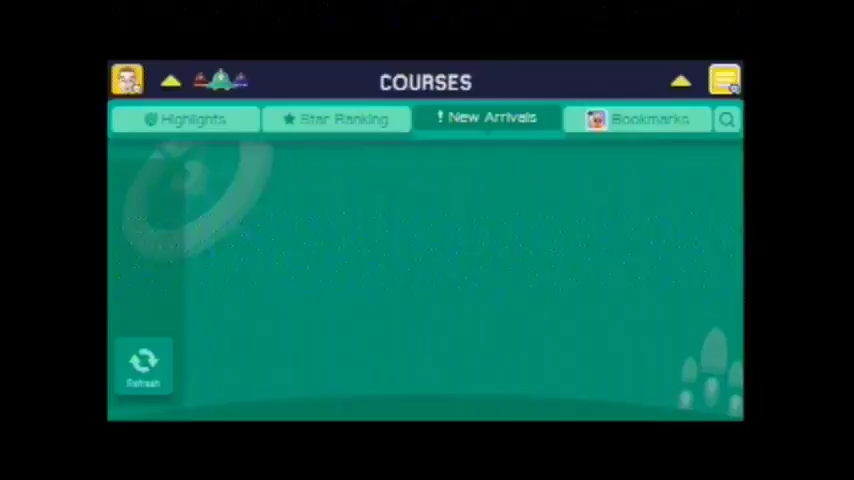 COURSES
Highlights
Star Ranking
! New Arrivals
Bookmarks
Refresh